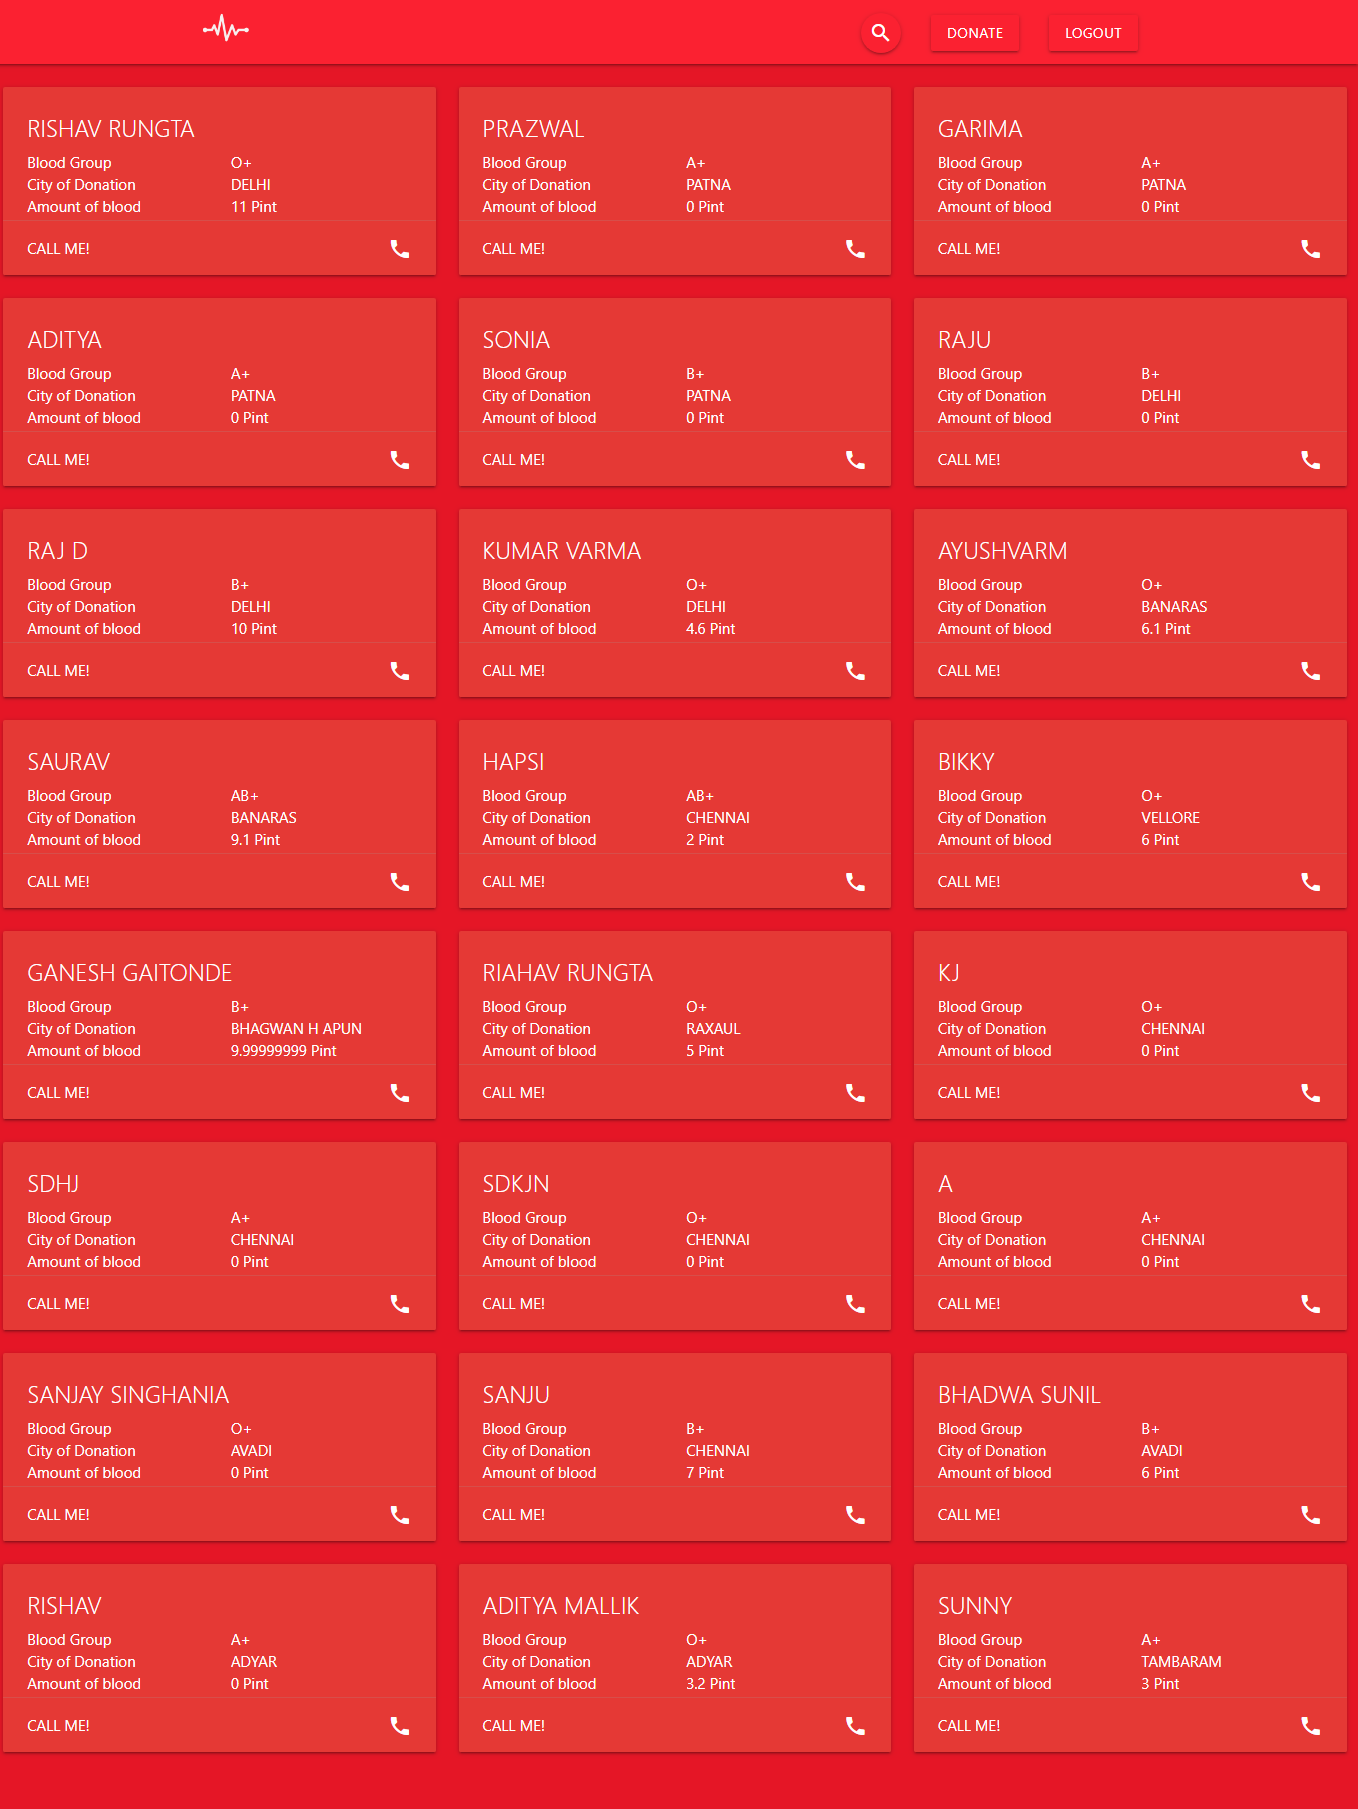 DONATE LOGOUT
RISHAV RUNGTA
Blood Group O+
City of Donation DELHI
Amount of blood 11 Pint
CALL ME!
PRAZWAL
Blood Group A+
City of Donation PATNA
Amount of blood 0 Pint
CALL ME!
GARIMA
Blood Group A+
City of Donation PATNA
Amount of blood 0 Pint
CALL ME!
ADITYA
Blood Group A+
City of Donation PATNA
Amount of blood 0 Pint
CALL ME!
SONIA
Blood Group B+
City of Donation PATNA
Amount of blood 0 Pint
CALL ME!
RAJU
Blood Group B+
City of Donation DELHI
Amount of blood 0 Pint
CALL ME!
RAJ D
Blood Group B+
City of Donation DELHI
Amount of blood 10 Pint
CALL ME!
KUMAR VARMA
Blood Group O+
City of Donation DELHI
Amount of blood 4.6 Pint
CALL ME!
AYUSHVARM
Blood Group O+
City of Donation BANARAS
Amount of blood 6.1 Pint
CALL ME!
SAURAV
Blood Group AB+
City of Donation BANARAS
Amount of blood 9.1 Pint
CALL ME!
HAPSI
Blood Group AB+
City of Donation CHENNAI
Amount of blood 2 Pint
CALL ME!
BIKKY
Blood Group O+
City of Donation VELLORE
Amount of blood 6 Pint
CALL ME!
GANESH GAITONDE
Blood Group B+
City of Donation BHAGWAN H APUN
Amount of blood 9.99999999 Pint
CALL ME!
RIAHAV RUNGTA
Blood Group O+
City of Donation RAXAUL
Amount of blood 5 Pint
CALL ME!
KJ
Blood Group O+
City of Donation CHENNAI
Amount of blood 0 Pint
CALL ME!
SDHJ
Blood Group A+
City of Donation CHENNAI
Amount of blood 0 Pint
CALL ME!
SDKJN
Blood Group O+
City of Donation CHENNAI
Amount of blood 0 Pint
CALL ME!
A
Blood Group A+
City of Donation CHENNAI
Amount of blood 0 Pint
CALL ME!
SANJAY SINGHANIA
Blood Group O+
City of Donation AVADI
Amount of blood 0 Pint
CALL ME!
SANJU
Blood Group B+
City of Donation CHENNAI
Amount of blood 7 Pint
CALL ME!
BHADWA SUNIL
Blood Group B+
City of Donation AVADI
Amount of blood 6 Pint
CALL ME!
RISHAV
Blood Group A+
City of Donation ADYAR
Amount of blood 0 Pint
CALL ME!
ADITYA MALLIK
Blood Group O+
City of Donation ADYAR
Amount of blood 3.2 Pint
CALL ME!
SUNNY
Blood Group A+
City of Donation TAMBARAM
Amount of blood 3 Pint
CALL ME!